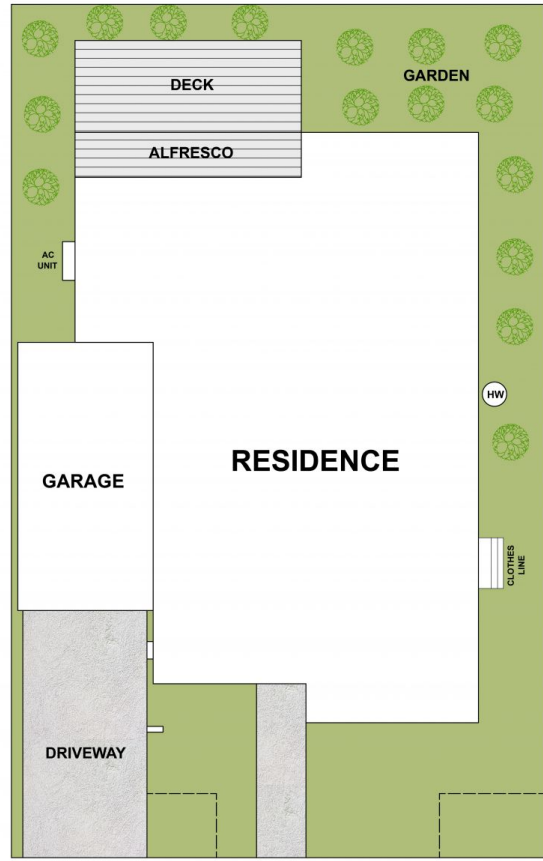 DECK
GARDEN
ALFRESCO
AC
UNIT
HW
RESIDENCE
GARAGE
CLOTHES
LINE
DRIVEWAY